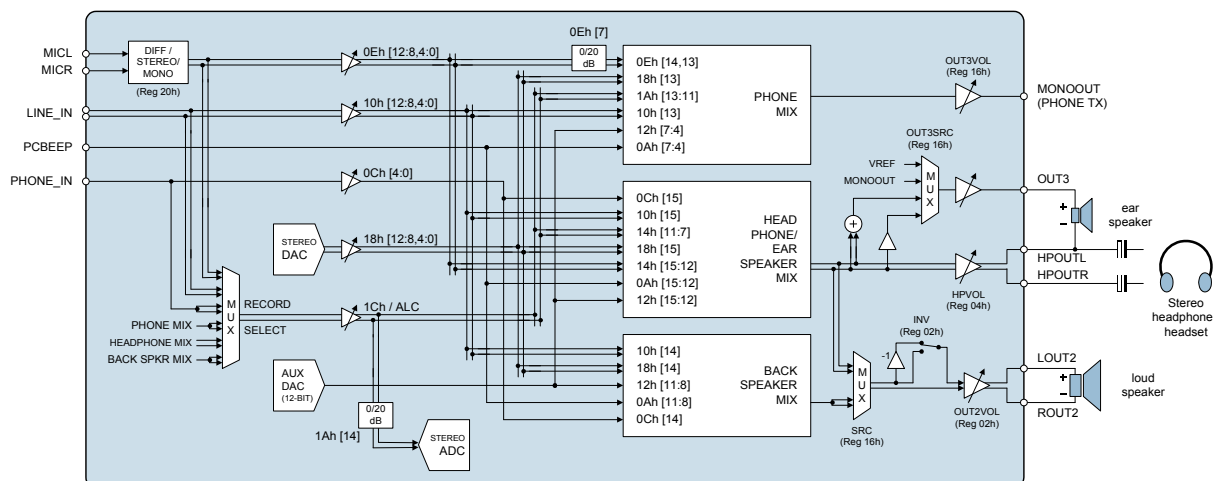 MICL
MICR
LINE_IN
PCBEEP
PHONE_IN
DIFF /
STEREO/
MONO
(Reg 20h)
0Eh [12:8,4:0]
10h [12:8,4:0]
0Ch [4:0]
STEREO
DAC
18h [12:8,4:0]
MUX
RECORD
SELECT
PHONE MIX
HEADPHONE MIX
BACK SPKR MIX
1Ch / ALC
AUX
DAC
(12-BIT)
0/20
dB
1Ah [14]
STEREO
ADC
0Eh [7]
0/20
dB
0Eh [14,13]
18h [13]
1Ah [13:11]
10h [13]
12h [7:4]
0Ah [7:4]
PHONE
MIX
0Ch [15]
10h [15]
14h [11:7]
18h [15]
14h [15:12]
0Ah [15:12]
12h [15:12]
HEAD
PHONE/
EAR
SPEAKER
MIX
10h [14]
18h [14]
12h [11:8]
0Ah [11:8]
0Ch [14]
BACK
SPEAKER
MIX
OUT3VOL
(Reg 16h)
MONOOUT
(PHONE TX)
OUT3SRC
(Reg 16h)
VREF
MONOOUT
MUX
OUT3
+
+
−
ear
speaker
HPOUTL
HPOUTR
HPVOL
(Reg 04h)
Stereo
headphone
headset
INV
(Reg 02h)
-1
MUX
SRC
(Reg 16h)
OUT2VOL
(Reg 02h)
LOUT2
+
−
ROUT2
loud
speaker